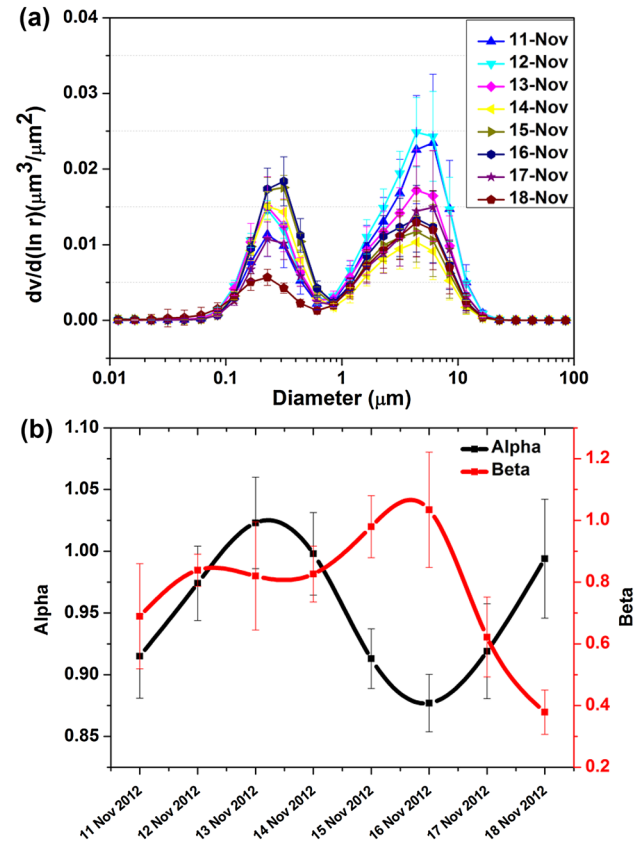 (a)
0.04
0.03
0.02
0.01
0.00
dv/d(ln r)(μm³/μm²)
11-Nov
12-Nov
13-Nov
14-Nov
15-Nov
16-Nov
17-Nov
18-Nov
0.01 0.1 1 10 100
Diameter (μm)
(b)
1.10
1.05
1.00
0.95
0.90
0.85
Alpha
Alpha
Beta
1.2
1.0
0.8
0.6
0.4
0.2
Beta
11 Nov 2012
12 Nov 2012
13 Nov 2012
14 Nov 2012
15 Nov 2012
16 Nov 2012
17 Nov 2012
18 Nov 2012